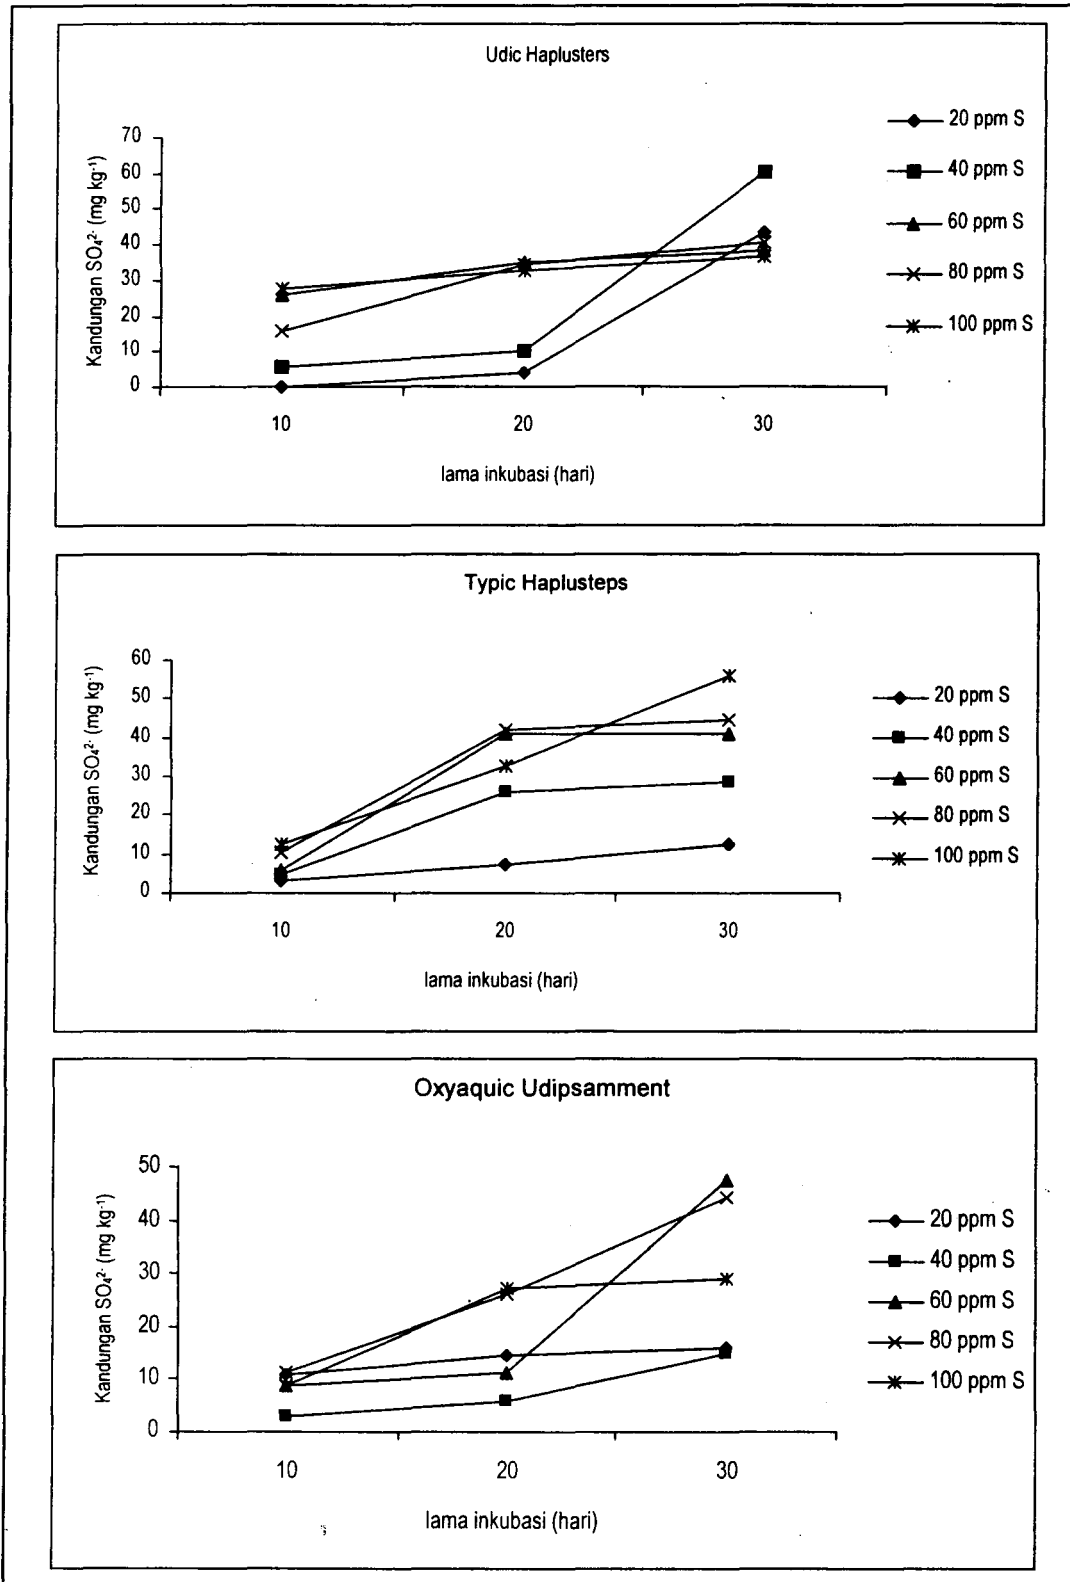 Udic Haplusters
Kandungan SO₄²⁻ (mg kg⁻¹)
70
60
50
40
30
20
10
0
10 20 30
lama inkubasi (hari)
20 ppm S
40 ppm S
60 ppm S
80 ppm S
100 ppm S
Typic Haplusteps
Kandungan SO₄²⁻ (mg kg⁻¹)
60
50
40
30
20
10
0
10 20 30
lama inkubasi (hari)
20 ppm S
40 ppm S
60 ppm S
80 ppm S
100 ppm S
Oxyaquic Udipsamment
Kandungan SO₄²⁻ (mg kg⁻¹)
50
40
30
20
10
0
10 20 30
lama inkubasi (hari)
20 ppm S
40 ppm S
60 ppm S
80 ppm S
100 ppm S